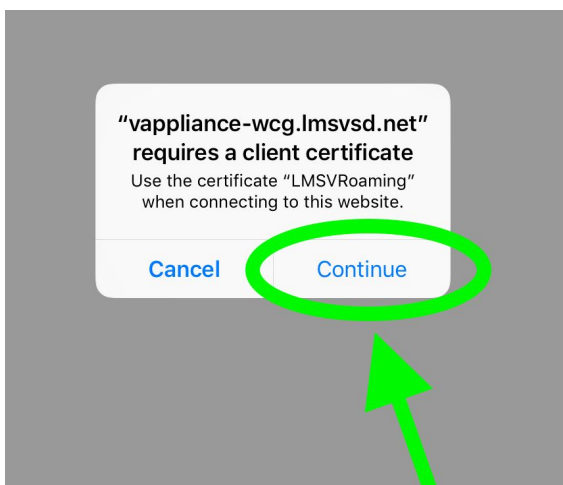 “vappliance-wcg.lmsvsd.net”
requires a client certificate
Use the certificate “LMSVRoaming”
when connecting to this website.
Cancel
Continue